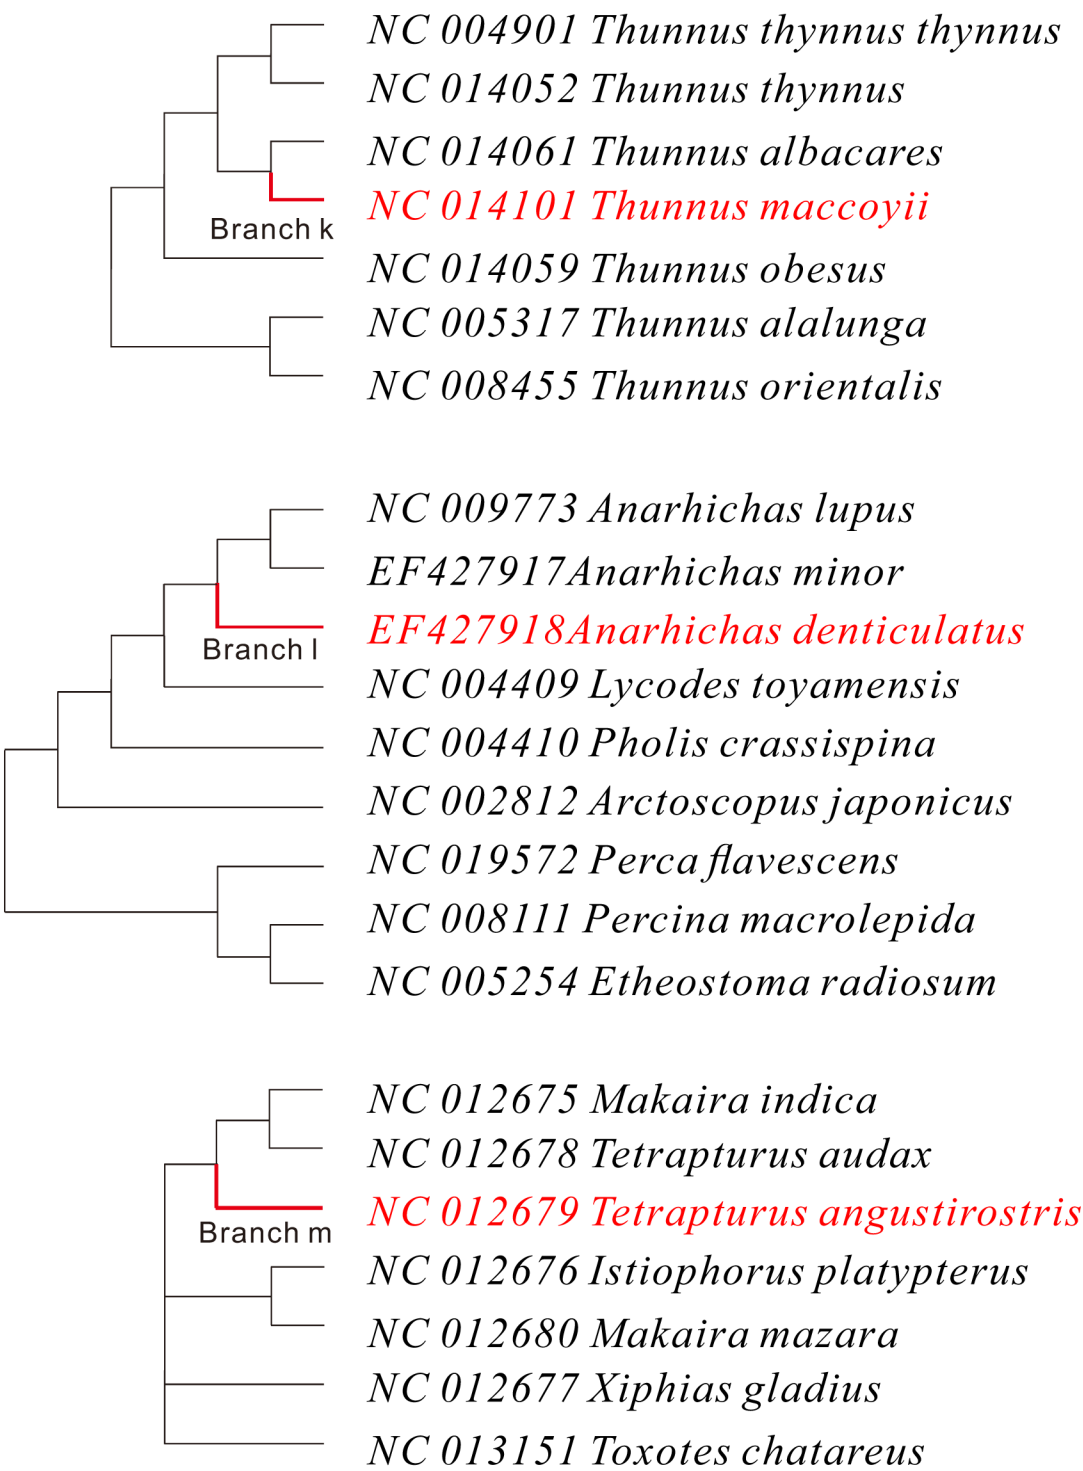 NC 004901 Thunnus thynnus thynnus
NC 014052 Thunnus thynnus
NC 014061 Thunnus albacares
NC 014101 Thunnus maccoyii
Branch k
NC 014059 Thunnus obesus
NC 005317 Thunnus alalunga
NC 008455 Thunnus orientalis
NC 009773 Anarhichas lupus
EF427917Anarhichas minor
EF427918Anarhichas denticulatus
Branch l
NC 004409 Lycodes toyamensis
NC 004410 Pholis crassispina
NC 002812 Arctoscopus japonicus
NC 019572 Perca flavescens
NC 008111 Percina macrolepida
NC 005254 Etheostoma radiosum
NC 012675 Makaira indica
NC 012678 Tetrapturus audax
NC 012679 Tetrapturus angustirostris
Branch m
NC 012676 Istiophorus platypterus
NC 012680 Makaira mazara
NC 012677 Xiphias gladius
NC 013151 Toxotes chatareus